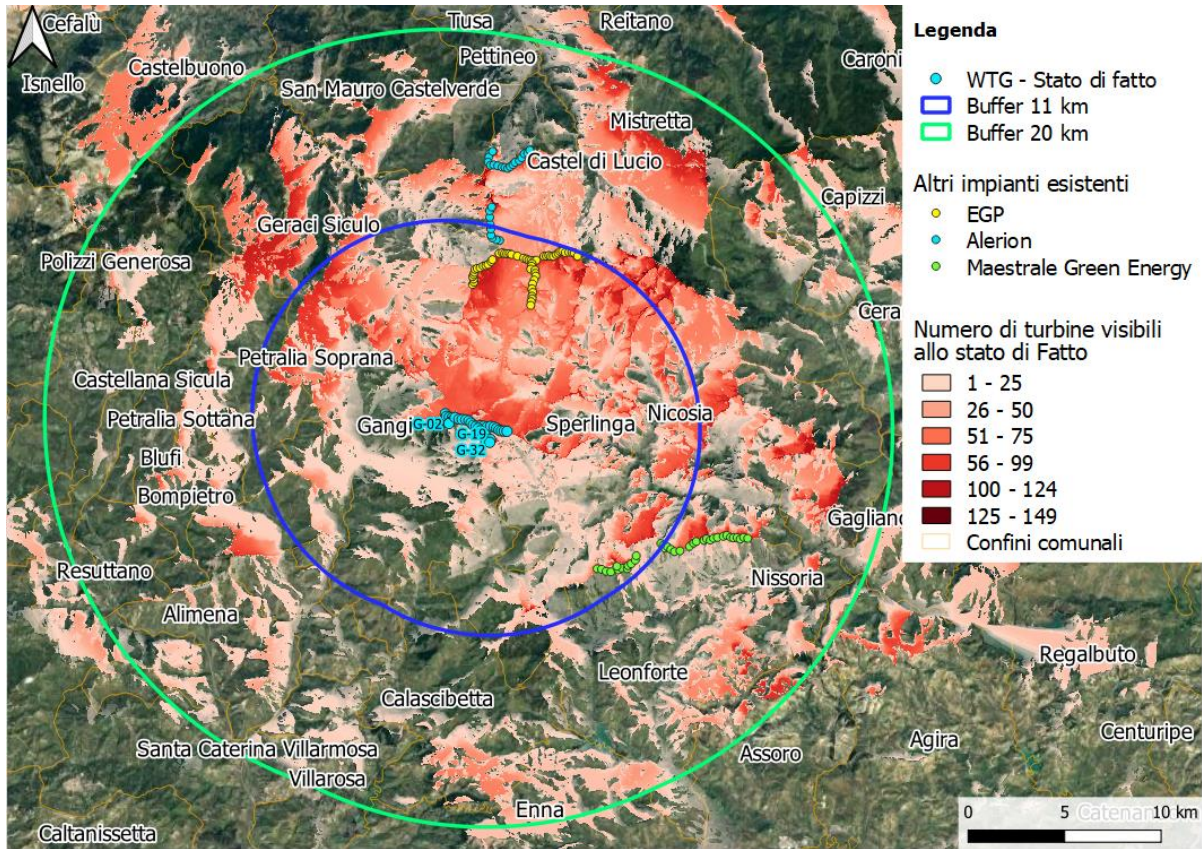 Cefalù
Tusa
Reitano
Pettineo
Caroni
Isnello
Castelbuono
San Mauro Castelverde
Mistretta
Castel di Lucio
Capizzi
Geraci Siculo
Polizzi Generosa
Cera
Petralia Soprana
Castellana Sicula
Petralia Sottana
Gangi
G-02
G-19
G-32
Sperlinga
Nicosia
Blufi
Bompietro
Gagliano
Resuttano
Nissoria
Alimena
Leonforte
Regalbuto
Calascibetta
Santa Caterina Villarmosa
Villarosa
Assoro
Agira
Centuripe
Enna
Caltanissetta
Legenda
WTG - Stato di fatto
Buffer 11 km
Buffer 20 km
Altri impianti esistenti
EGP
Alerion
Maestrale Green Energy
Numero di turbine visibili
allo stato di Fatto
1 - 25
26 - 50
51 - 75
56 - 99
100 - 124
125 - 149
Confini comunali
0 5 10 km